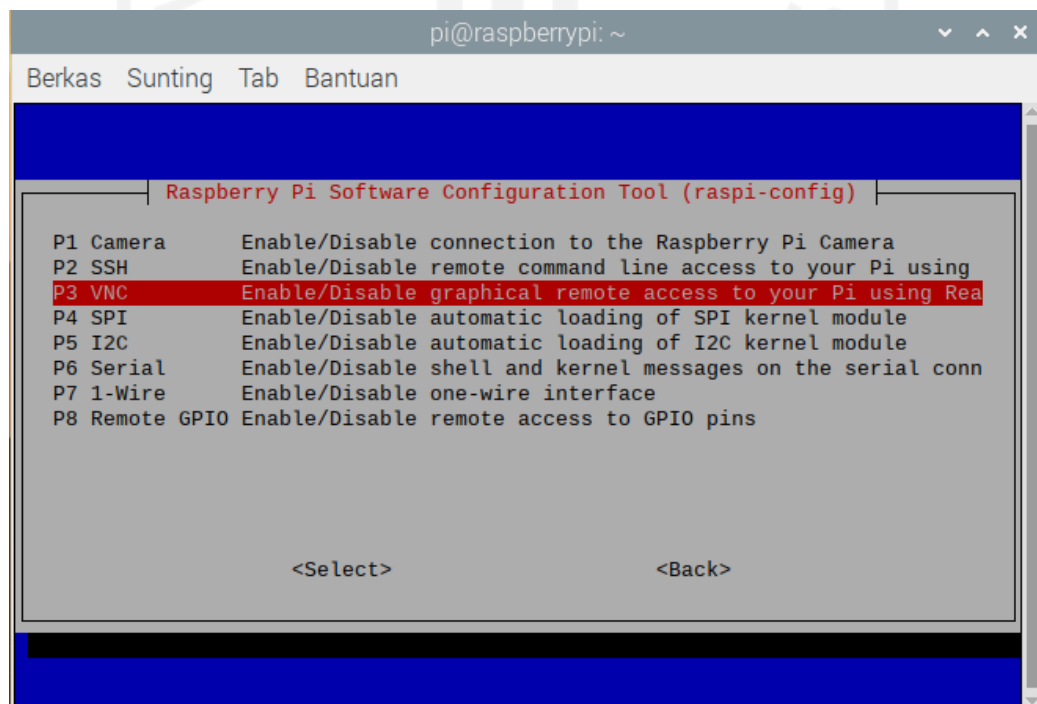 pi@raspberrypi: ~
Berkas Sunting Tab Bantuan
Raspberry Pi Software Configuration Tool (raspi-config)
P1 Camera Enable/Disable connection to the Raspberry Pi Camera
P2 SSH Enable/Disable remote command line access to your Pi using
P3 VNC Enable/Disable graphical remote access to your Pi using Rea
P4 SPI Enable/Disable automatic loading of SPI kernel module
P5 I2C Enable/Disable automatic loading of I2C kernel module
P6 Serial Enable/Disable shell and kernel messages on the serial conn
P7 1-Wire Enable/Disable one-wire interface
P8 Remote GPIO Enable/Disable remote access to GPIO pins
<Select> <Back>